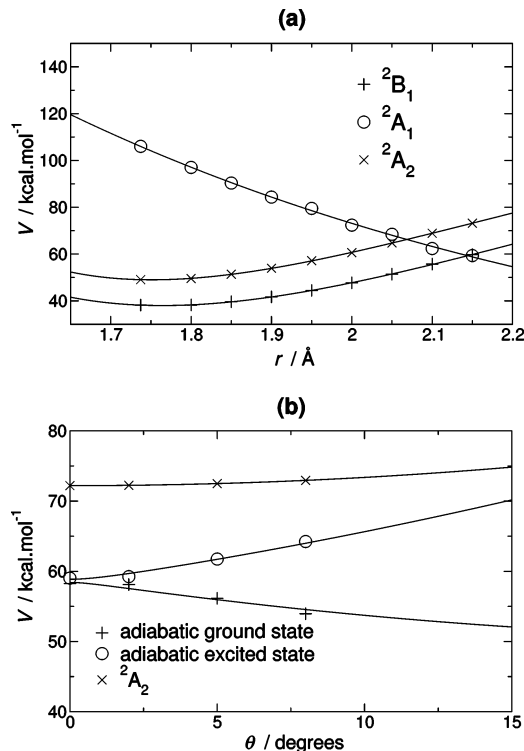 (a)
140
120
100
80
60
40
V / kcal.mol⁻¹
+ ²B₁
○ ²A₁
× ²A₂
1.7 1.8 1.9 2 2.1 2.2
r / Å
(b)
80
70
60
50
40
V / kcal.mol⁻¹
+ adiabatic ground state
○ adiabatic excited state
× ²A₂
0 5 10 15
θ / degrees